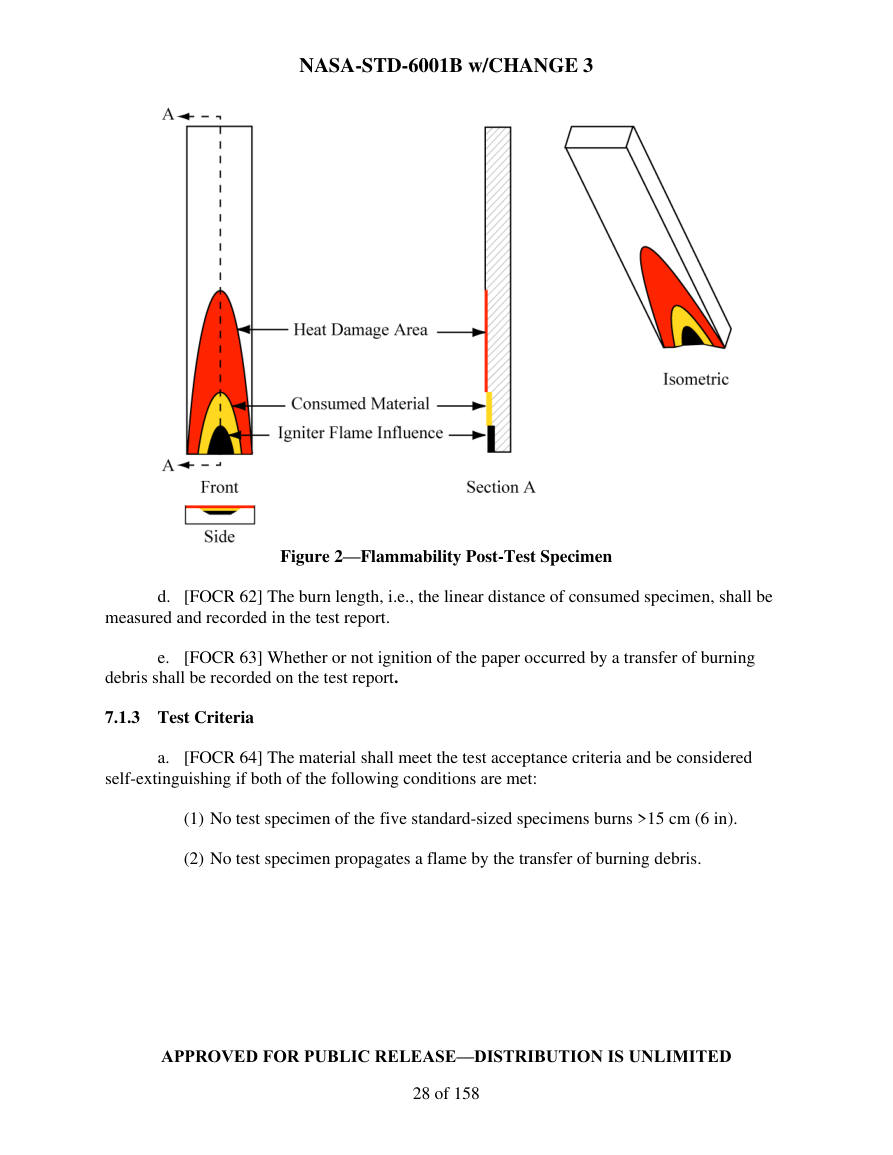 NASA-STD-6001B w/CHANGE 3
A
Heat Damage Area
Consumed Material
Igniter Flame Influence
A
Front
Section A
Isometric
Side
Figure 2—Flammability Post-Test Specimen
d. [FOCR 62] The burn length, i.e., the linear distance of consumed specimen, shall be
measured and recorded in the test report.
e. [FOCR 63] Whether or not ignition of the paper occurred by a transfer of burning
debris shall be recorded on the test report.
7.1.3 Test Criteria
a. [FOCR 64] The material shall meet the test acceptance criteria and be considered
self-extinguishing if both of the following conditions are met:
(1) No test specimen of the five standard-sized specimens burns >15 cm (6 in).
(2) No test specimen propagates a flame by the transfer of burning debris.
APPROVED FOR PUBLIC RELEASE—DISTRIBUTION IS UNLIMITED
28 of 158